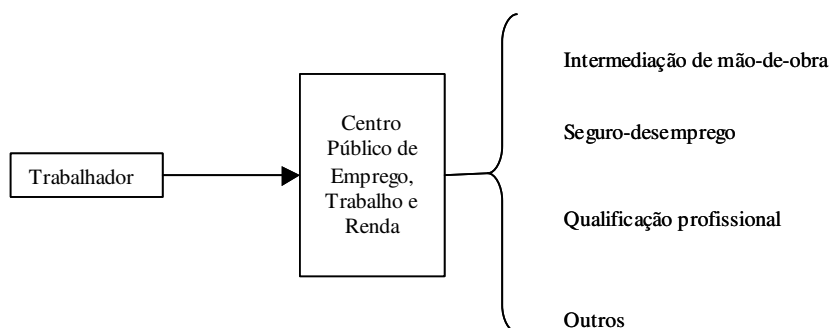 Trabalhador
Centro
Público de
Emprego,
Trabalho e
Renda
Intermediação de mão-de-obra
Seguro-desemprego
Qualificação profissional
Outros